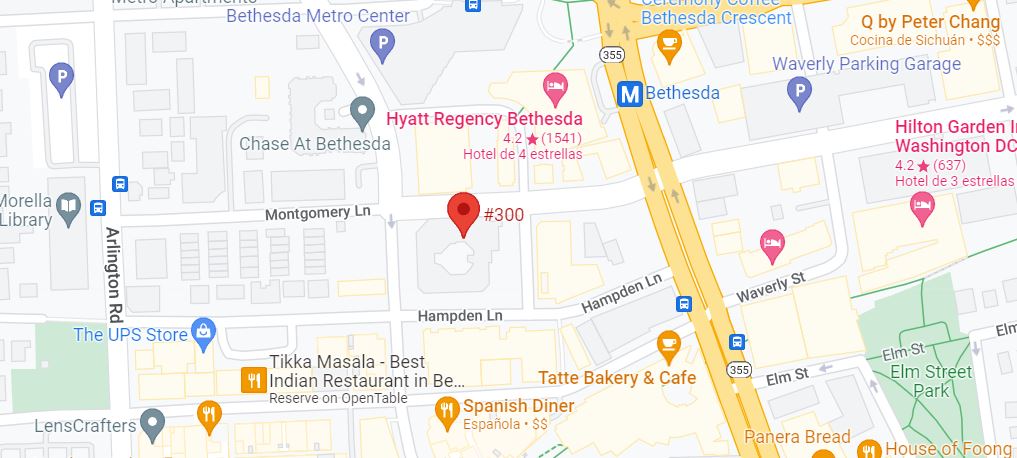 Metro Apartments
Ceremony Coffee
Bethesda Crescent
Bethesda Metro Center
P
Q by Peter Chang
Cocina de Sichuán • $$$
355
Waverly Parking Garage
P
P
M Bethesda
Hyatt Regency Bethesda
4.2 ★ (1541)
Hotel de 4 estrellas
Chase At Bethesda
Hilton Garden
Washington DC
4.2 ★ (637)
Hotel de 3 estrellas
Morella
Library
Montgomery Ln
#300
Arlington Rd
Hampden Ln
Waverly St
Hampden Ln
The UPS Store
Elm
Elm St
Tikka Masala - Best
Indian Restaurant in Be...
Reserve on OpenTable
355
Elm Street
Park
Elm St
Tatte Bakery & Cafe
Spanish Diner
Española • $$
LensCrafters
Panera Bread
House of Foong